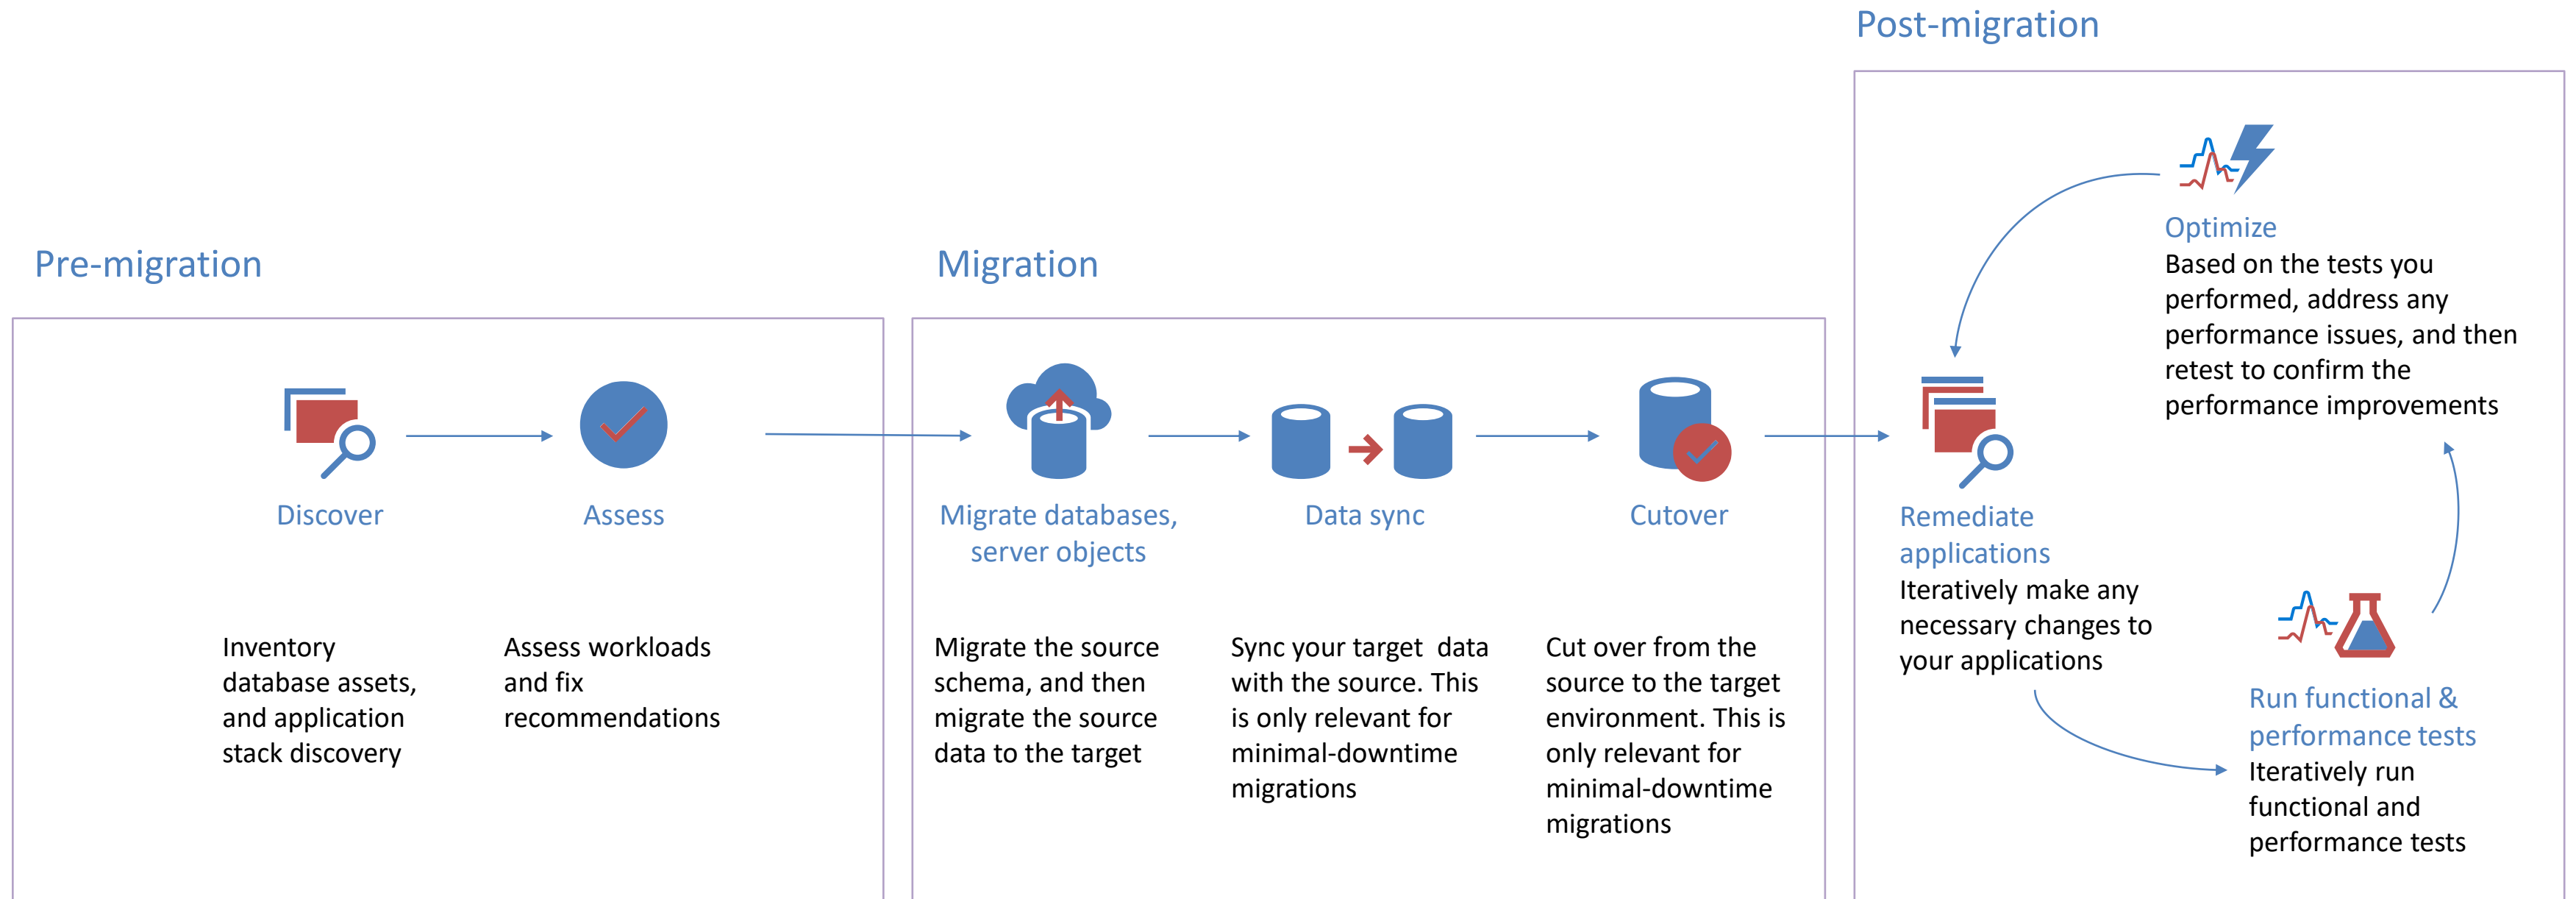 Pre-migration
Discover
Inventory
database assets,
and application
stack discovery
Assess
Assess workloads
and fix
recommendations
Migration
Migrate databases,
server objects
Migrate the source
schema, and then
migrate the source
data to the target
Data sync
Sync your target  data
with the source. This
is only relevant for
minimal-downtime
migrations
Cutover
Cut over from the
source to the target
environment. This is
only relevant for
minimal-downtime
migrations
Post-migration
Remediate
applications
Iteratively make any
necessary changes to
your applications
Run functional &
performance tests
Iteratively run
functional and
performance tests
Optimize
Based on the tests you
performed, address any
performance issues, and then
retest to confirm the
performance improvements